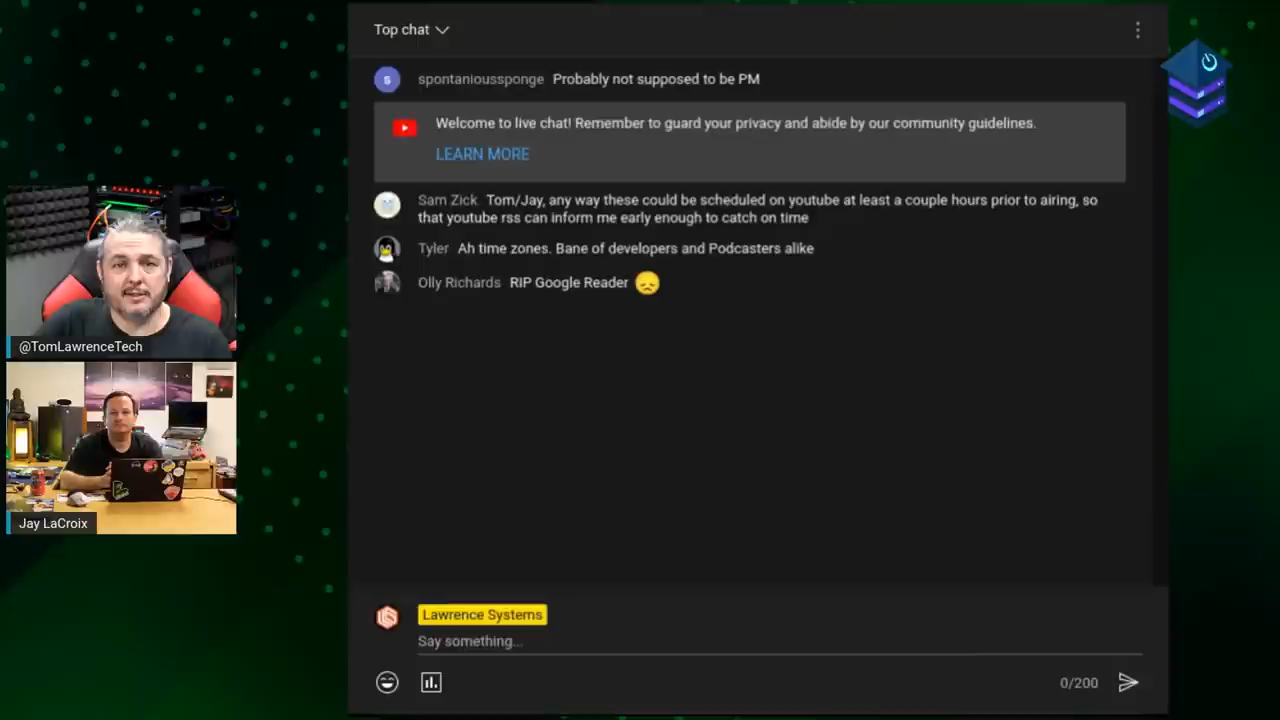 Top chat
S spontanioussponge Probably not supposed to be PM
Welcome to live chat! Remember to guard your privacy and abide by our community guidelines.
LEARN MORE
Sam Zick Tom/Jay, any way these could be scheduled on youtube at least a couple hours prior to airing, so
that youtube rss can inform me early enough to catch on time
Tyler Ah time zones. Bane of developers and Podcasters alike
Olly Richards RIP Google Reader 😞
@TomLawrenceTech
Jay LaCroix
Lawrence Systems
Say something...
0/200